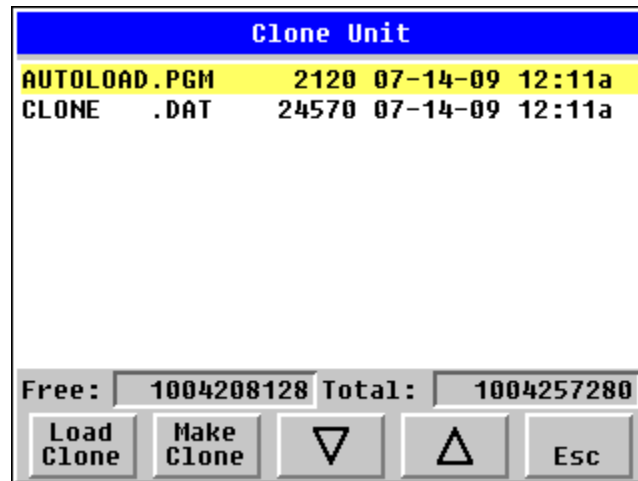 Clone Unit
AUTOLOAD.PGM 2120 07-14-09 12:11a
CLONE .DAT 24570 07-14-09 12:11a
Free: 1004208128 Total: 1004257280
Load Clone Make Clone Esc